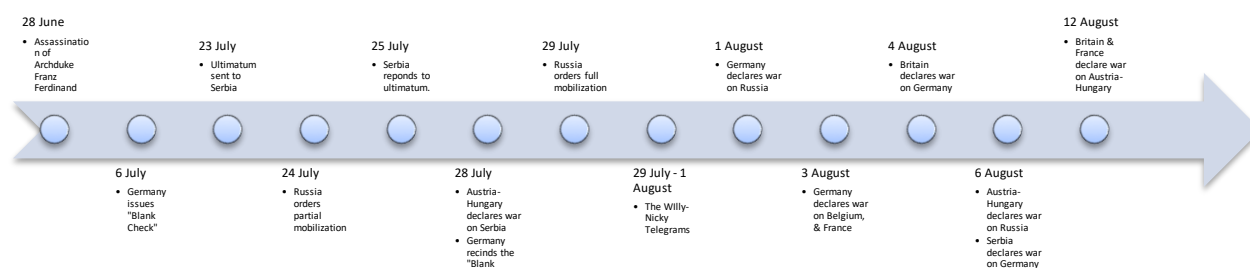 28 June
• Assassinatio
n of
Archduke
Franz
Ferdinand
6 July
• Germany
issues
"Blank
Check"
23 July
• Ultimatum
sent to
Serbia
24 July
• Russia
orders
partial
mobilization
25 July
• Serbia
reponds to
ultimatum.
28 July
• Austria-
Hungary
declares war
on Serbia
• Germany
recinds the
"Blank
29 July
• Russia
orders full
mobilization
29 July - 1
August
• The WIlly-
Nicky
Telegrams
1 August
• Germany
declares war
on Russia
3 August
• Germany
declares war
on Belgium,
& France
4 August
• Britain
declares war
on Germany
6 August
• Austria-
Hungary
declares war
on Russia
• Serbia
declares war
on Germany
12 August
• Britain &
France
declare war
on Austria-
Hungary